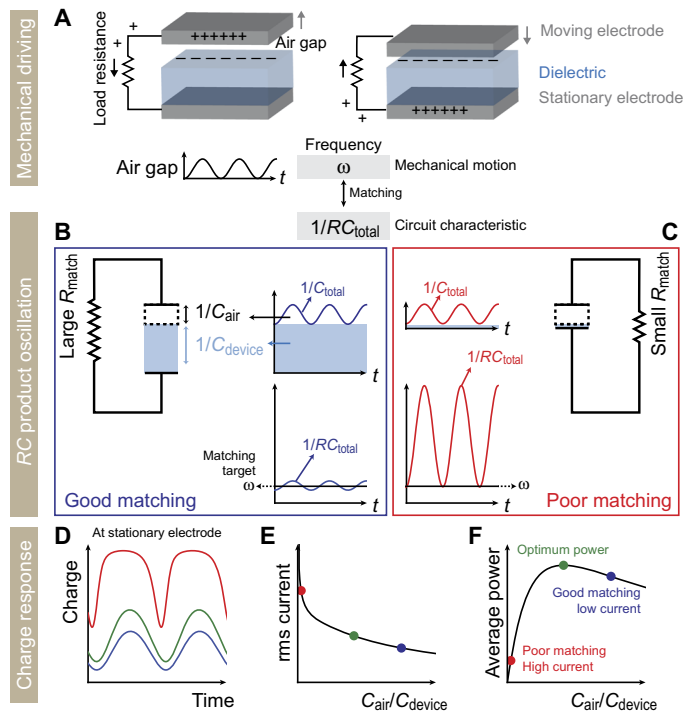 Mechanical driving
A
Load resistance
+
+
++++++
Air gap
– – – – – –
+
+
++++++
– – – – – –
Moving electrode
Dielectric
Stationary electrode
Air gap
t
Frequency
ω
Mechanical motion
Matching
1/RCtotal
Circuit characteristic
RC product oscillation
B
Large Rmatch
1/Cair
1/Cdevice
1/Ctotal
t
Matching
target
ω
1/RCtotal
t
Good matching
C
1/Ctotal
t
Small Rmatch
1/RCtotal
ω
t
Poor matching
Charge response
D
At stationary electrode
Charge
Time
E
rms current
Cair/Cdevice
F
Average power
Optimum power
Good matching
low current
Poor matching
High current
Cair/Cdevice